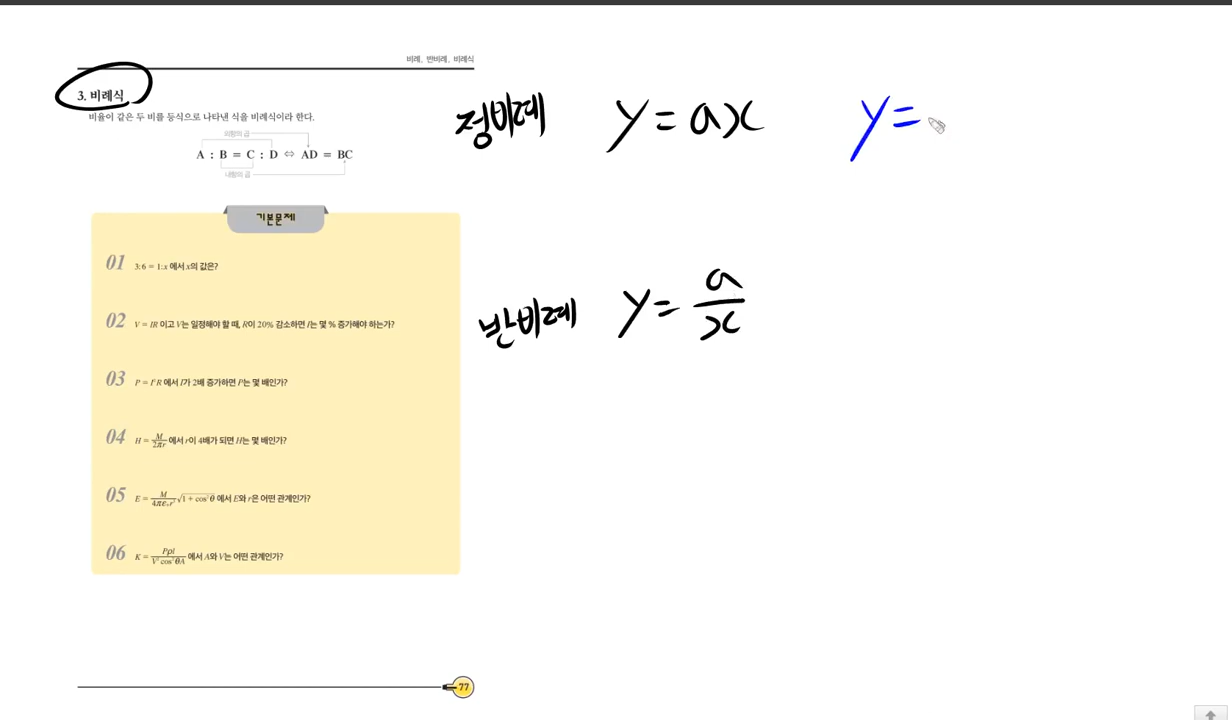 비례, 반비례, 비례식
3. 비례식
비율이 같은 두 비를 등식으로 나타낸 식을 비례식이라 한다.
외항의 곱
A : B = C : D ⇔ AD = BC
내항의 곱
정비례 y = ax y =
반비례 y = a/x
기본문제
01 3:6 = 1:x 에서 x의 값은?
02 V = IR 이고 V는 일정해야 할 때, R이 20% 감소하면 I는 몇 % 증가해야 하는가?
03 P = I²R 에서 I가 2배 증가하면 P는 몇 배인가?
04 H = M/2πr 에서 r이 4배가 되면 H는 몇 배인가?
05 E = M/4πε₀r³ √1 + cos²θ 에서 E와 r은 어떤 관계인가?
06 K = Pρl/V² cos²θA 에서 A와 V는 어떤 관계인가?
77